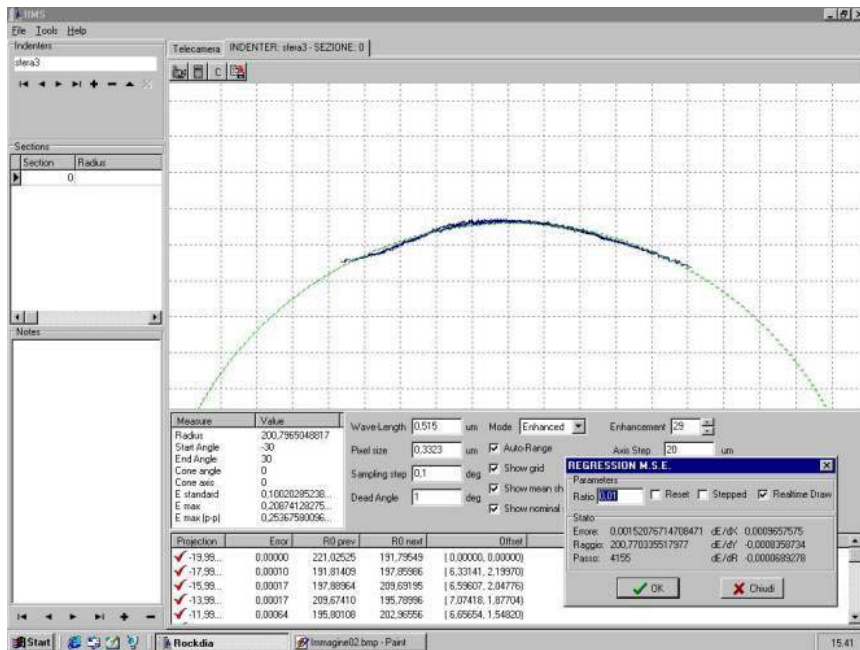 RMS
File Tools Help
Indenters
sfera3
Telecamera INDENTER: sfera3 - SEZIONE: 0
C
Sections
Section Radius
0
Notes
Measure Value
Radius 200,7965048817
Start Angle -30
End Angle 30
Cone angle 0
Cone axis 0
E standard 0,10020285238...
E max 0,20874128275...
E max (p-p) 0,25367580096...
Wave-Length 0,515 um
Pixel size 0,3323 um
Sampling step 0,1 deg
Dead Angle 1 deg
Mode Enhanced
Auto-Range
Show grid
Show mean sh
Show nominal
Enhancement 29
Axis Step 20 um
REGRESSION M.S.E.
Parameters
Ratio 0,01 Reset Stepped Realtime Draw
Stato
Errore: 0,00152076714708471 dE/dX 0,0009657575
Raggio: 200,770335517977 dE/dY -0,0008358734
Passo: 4155 dE/dR -0,0000689278
OK Chiudi
Projection Error R0 prev R0 next Offset
-19,99... 0,00000 221,02525 191,79549 ( 0,00000, 0,00000)
-17,99... 0,00010 191,81409 197,85986 ( 6,33141, 2,19970)
-15,99... 0,00017 197,88964 209,69195 ( 6,59607, 2,04776)
-13,99... 0,00017 209,67410 195,78996 ( 7,07418, 1,87704)
-11,99... 0,00064 195,80108 202,96556 ( 6,65654, 1,54820)
Start Rockdia Immagine02.bmp - Paint 15.41